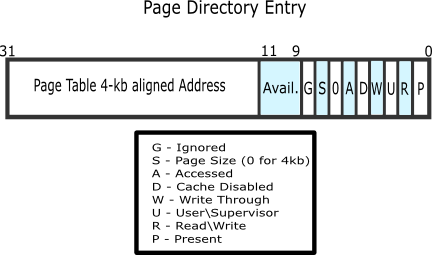 Page Directory Entry
31 11 9 0
Page Table 4-kb aligned Address Avail. G S 0 A D W U R P
G - Ignored
S - Page Size (0 for 4kb)
A - Accessed
D - Cache Disabled
W - Write Through
U - User\Supervisor
R - Read\Write
P - Present